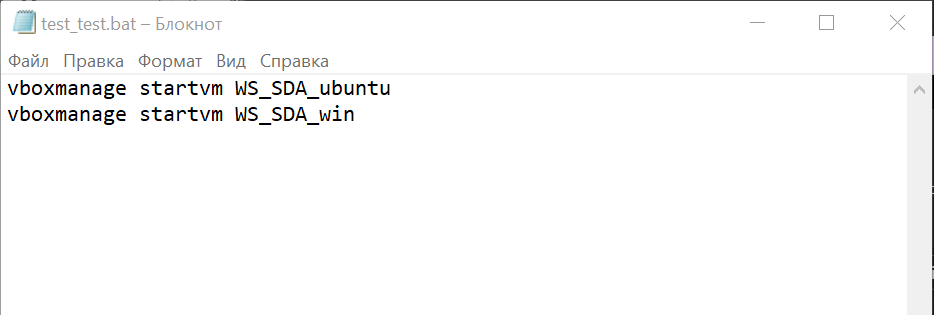 test_test.bat – Блокнот
Файл Правка Формат Вид Справка
vboxmanage startvm WS_SDA_ubuntu
vboxmanage startvm WS_SDA_win